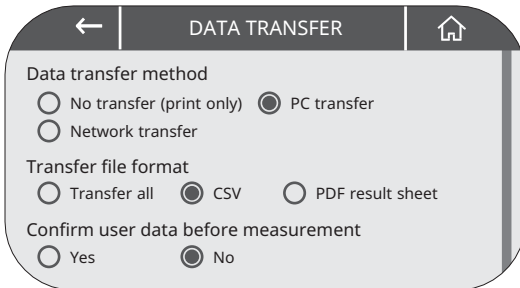 DATA TRANSFER
Data transfer method
No transfer (print only) PC transfer
Network transfer
Transfer file format
Transfer all CSV PDF result sheet
Confirm user data before measurement
Yes No